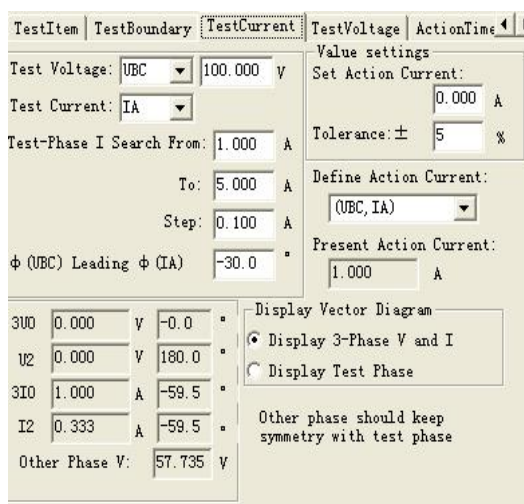 TestItem TestBoundary TestCurrent TestVoltage ActionTime
Test Voltage: UBC 100.000 V
Test Current: IA
Test-Phase I Search From: 1.000 A
To: 5.000 A
Step: 0.100 A
ϕ(UBC) Leading ϕ(IA) -30.0 °
Value settings
Set Action Current:
0.000 A
Tolerance:± 5 %
Define Action Current:
(UBC,IA)
Present Action Current:
1.000 A
3U0 0.000 V -0.0 °
U2 0.000 V 180.0 °
3I0 1.000 A -59.5 °
I2 0.333 A -59.5 °
Other Phase V: 57.735 V
Display Vector Diagram
Display 3-Phase V and I
Display Test Phase
Other phase should keep
symmetry with test phase